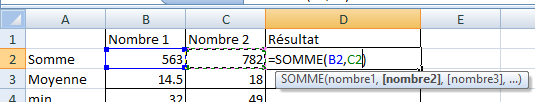 A B C D E
1 Nombre 1 Nombre 2 Résultat
2 Somme 563 782 =SOMME(B2,C2)
3 Moyenne 14.5 18 SOMME(nombre1, [nombre2], [nombre3], ...)
4 min 32 49